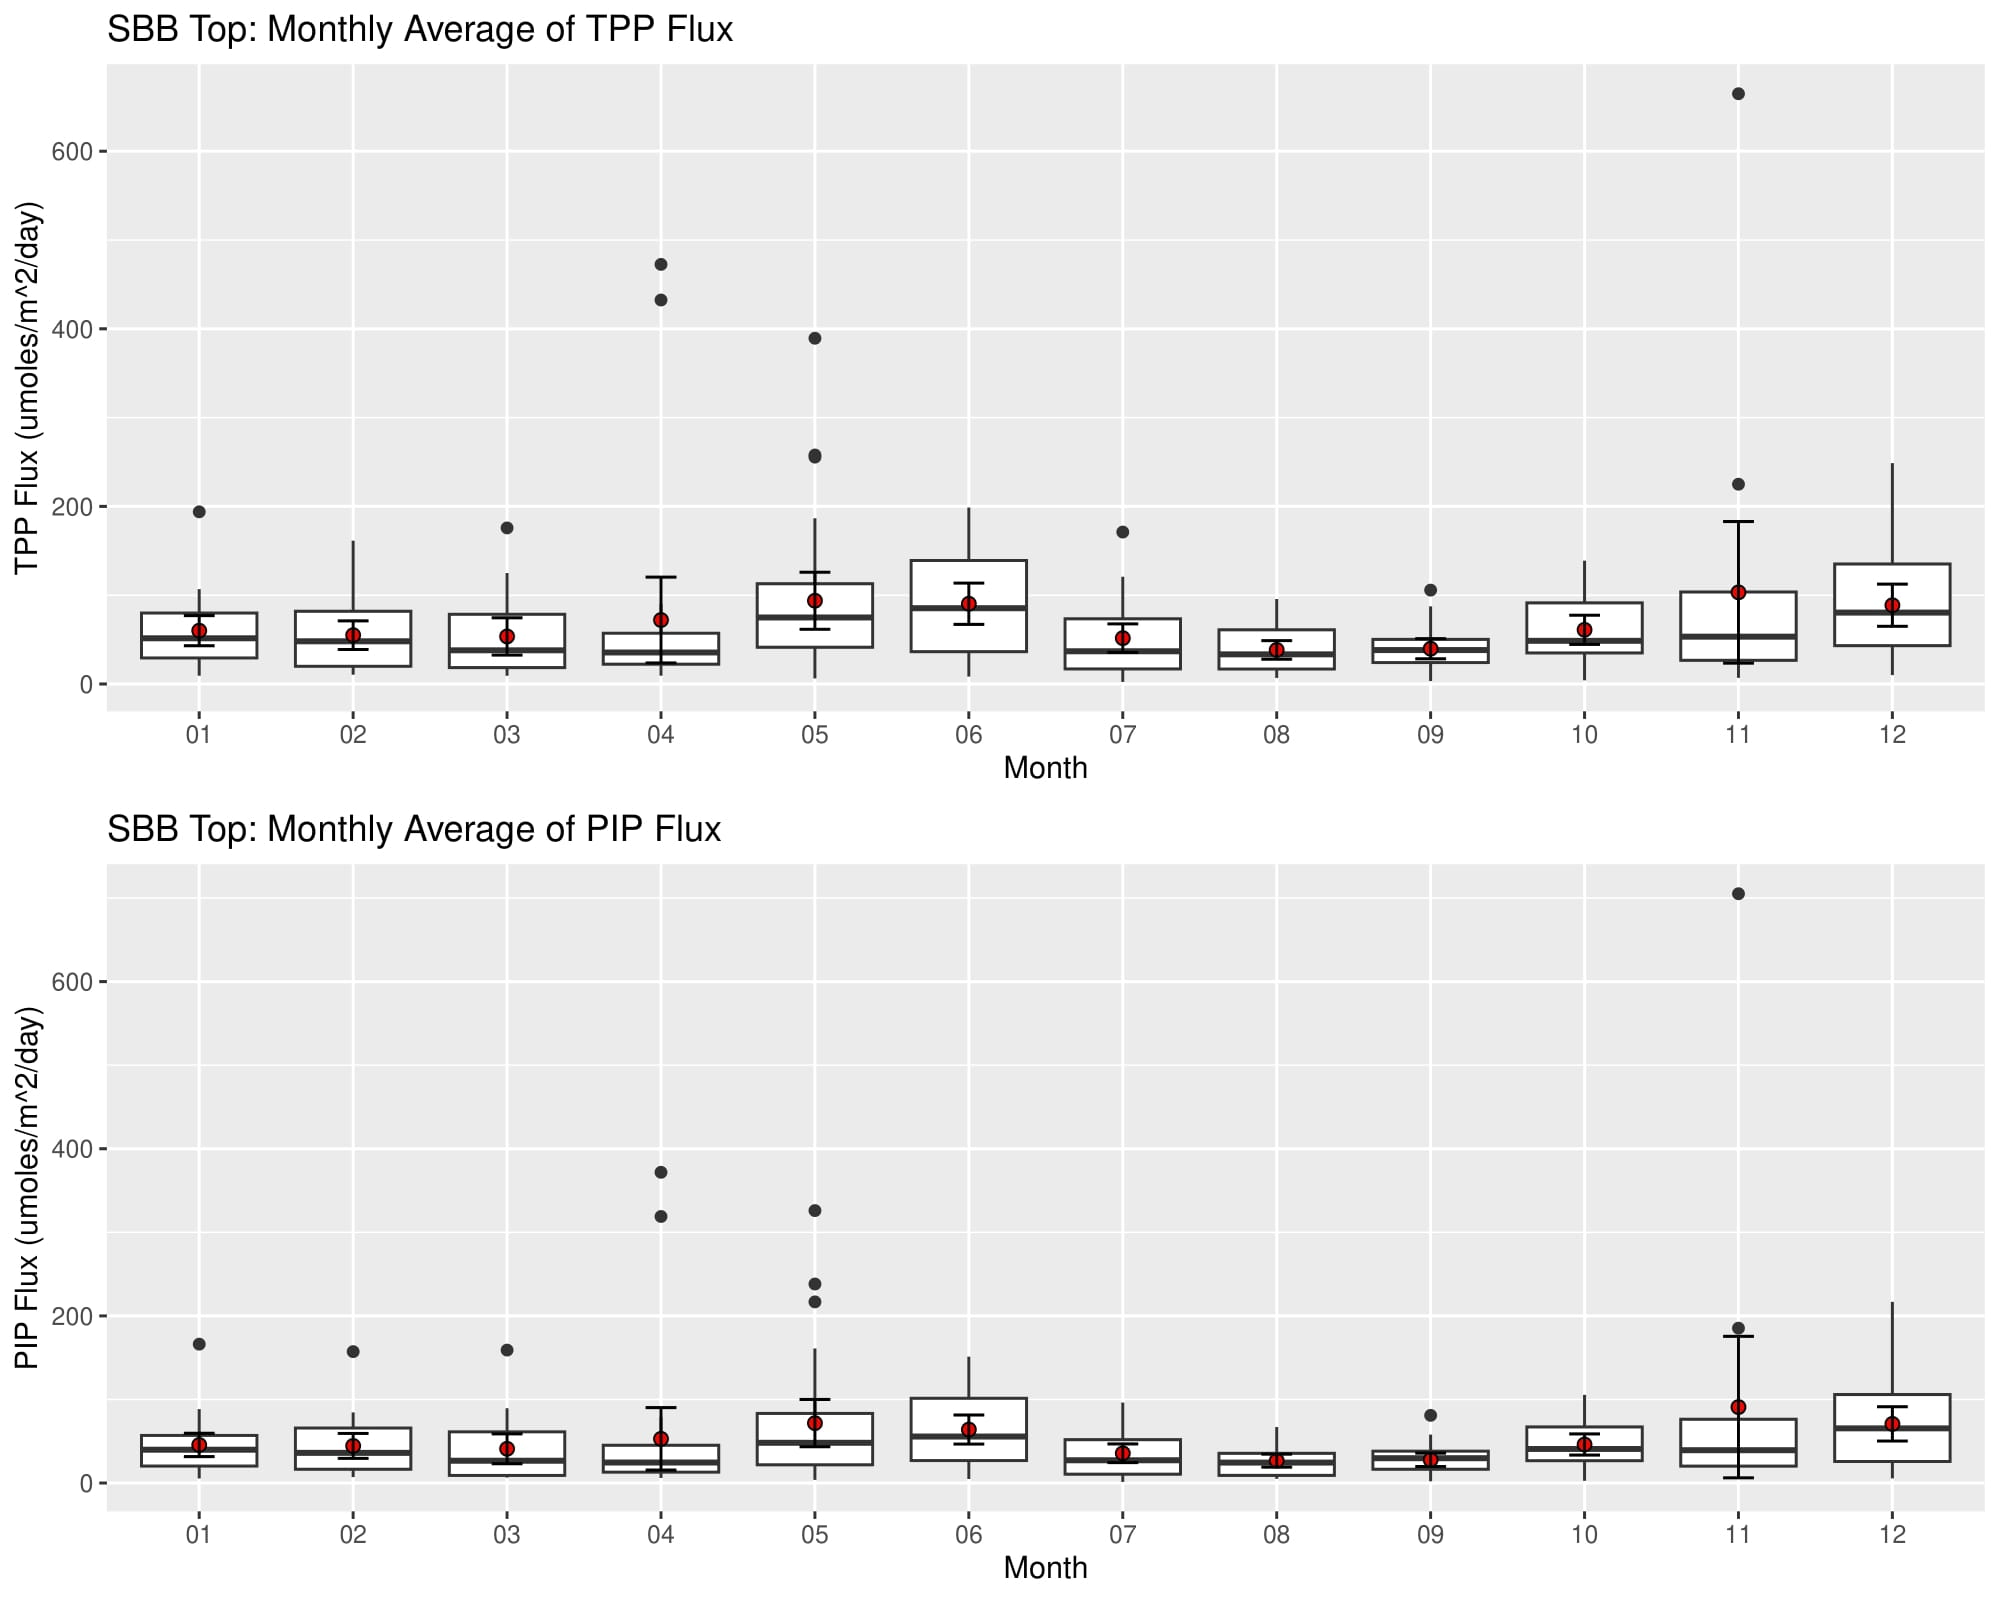 SBB Top: Monthly Average of TPP Flux
TPP Flux (umoles/m^2/day)
600
400
200
0
01 02 03 04 05 06 07 08 09 10 11 12
Month
SBB Top: Monthly Average of PIP Flux
PIP Flux (umoles/m^2/day)
600
400
200
0
01 02 03 04 05 06 07 08 09 10 11 12
Month